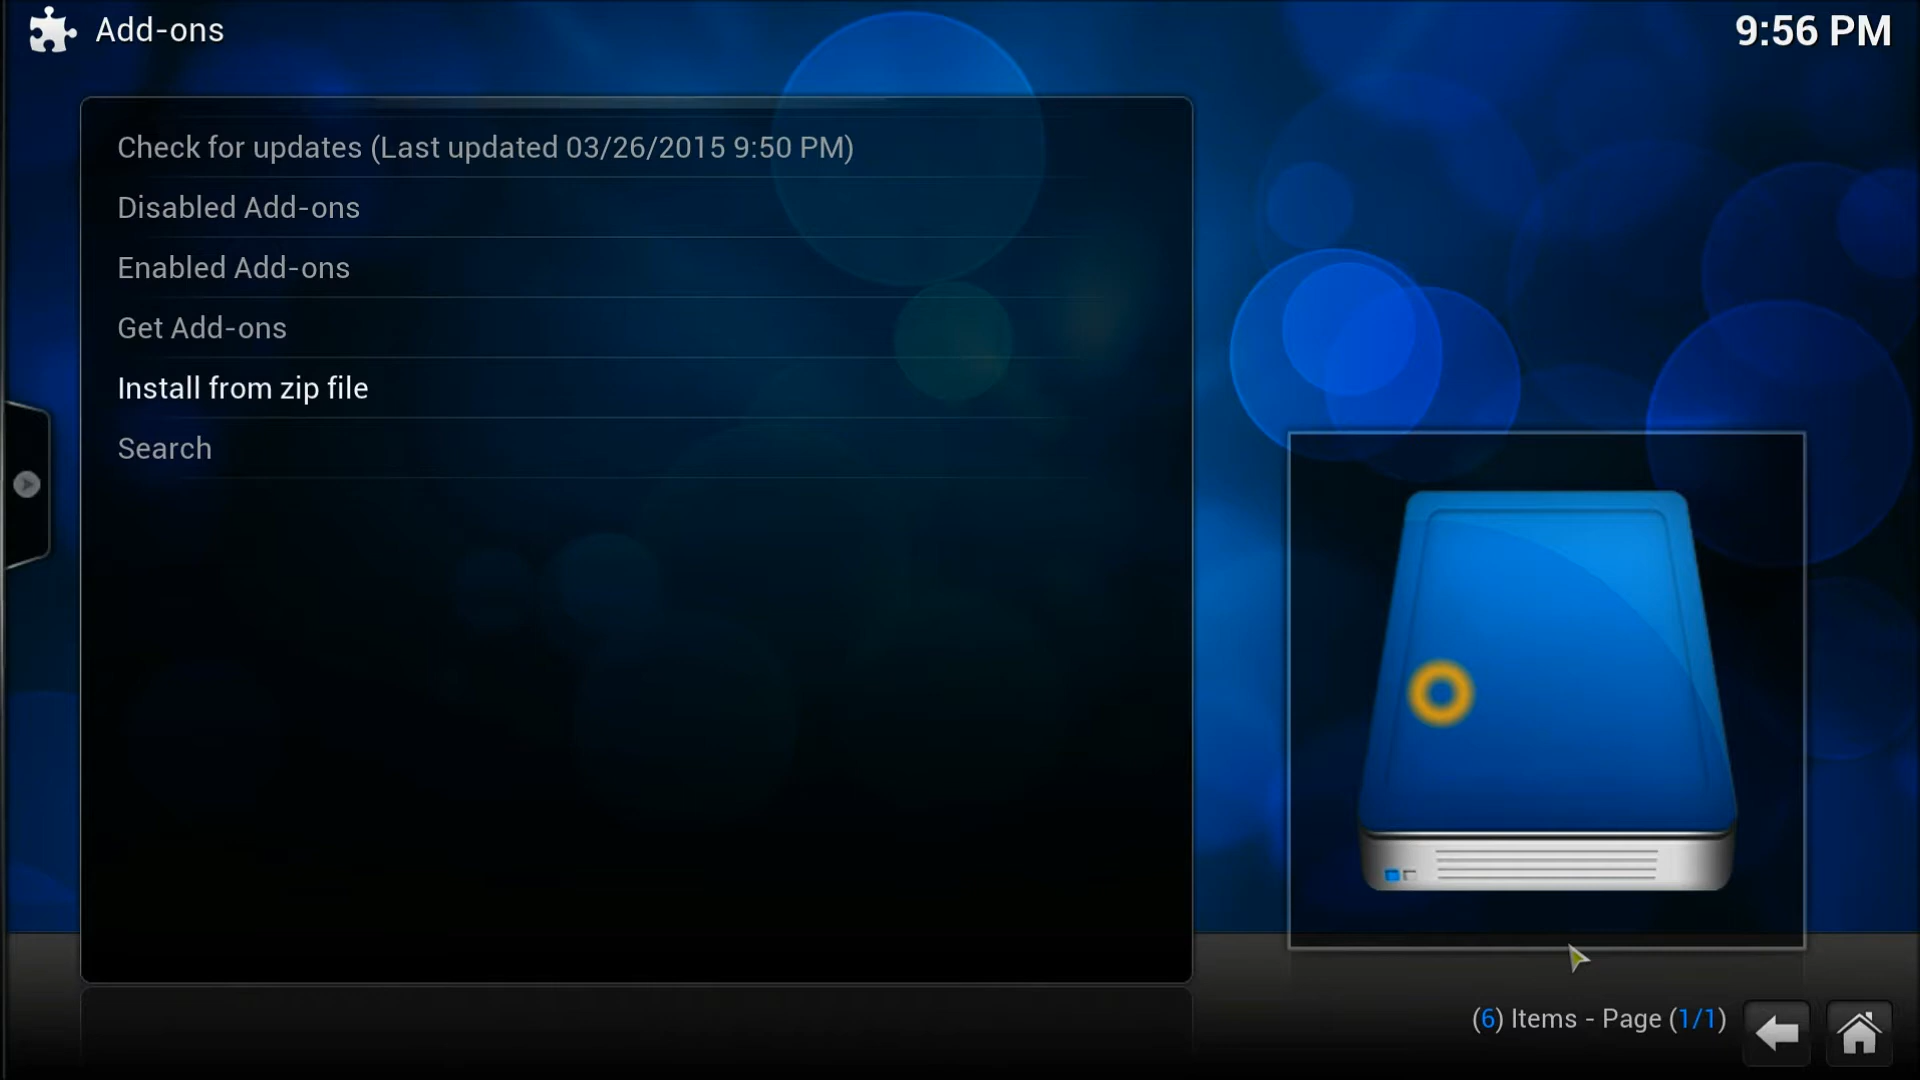 Add-ons
9:56 PM
Check for updates (Last updated 03/26/2015 9:50 PM)
Disabled Add-ons
Enabled Add-ons
Get Add-ons
Install from zip file
Search
(6) Items - Page (1/1)